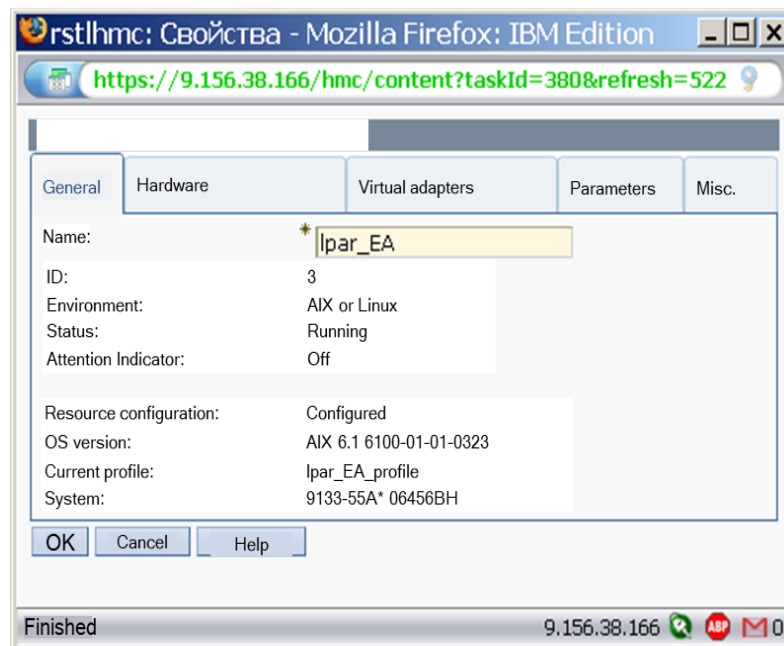 rstlhmc: Свойства - Mozilla Firefox: IBM Edition
https://9.156.38.166/hmc/content?taskId=380&refresh=522
General Hardware Virtual adapters Parameters Misc.
Name: * lpar_EA
ID: 3
Environment: AIX or Linux
Status: Running
Attention Indicator: Off
Resource configuration: Configured
OS version: AIX 6.1 6100-01-01-0323
Current profile: lpar_EA_profile
System: 9133-55A* 06456BH
OK Cancel Help
Finished 9.156.38.166 ABP 0